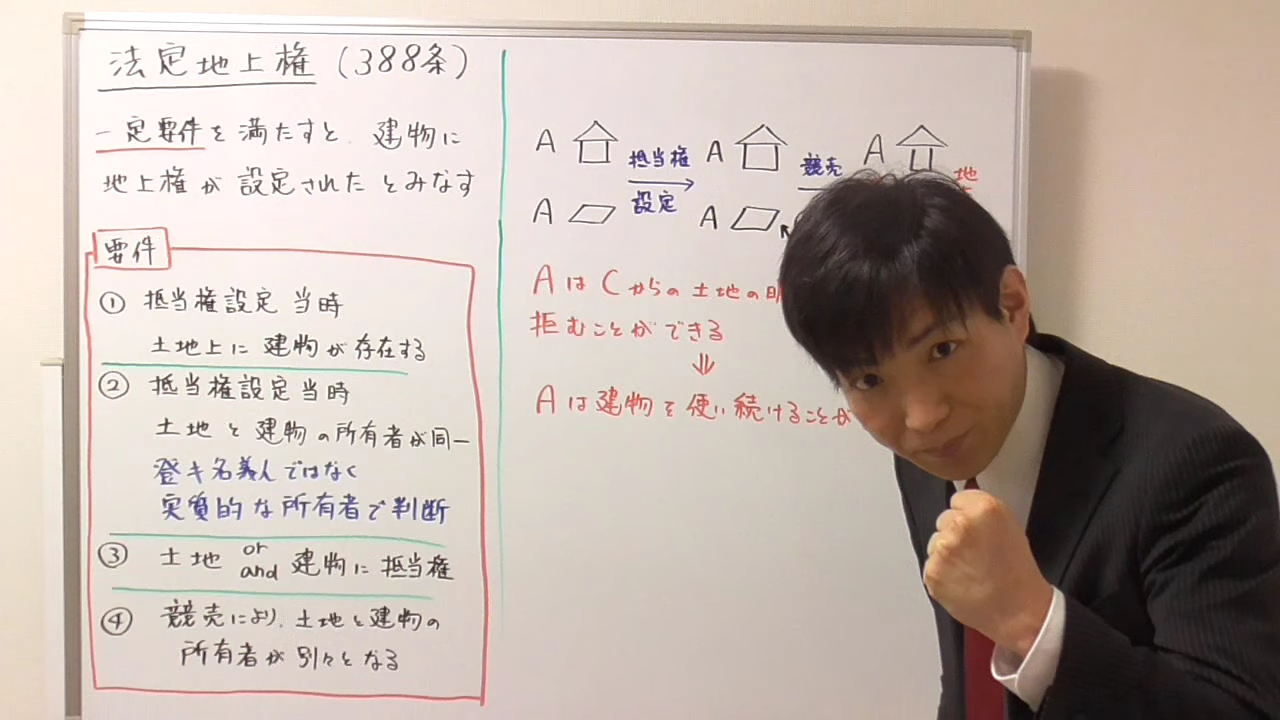 法定地上権(388条)
一定要件を満たすと、建物に
地上権が設定されたとみなす
要件
① 抵当権設定当時
土地上に建物が存在する
② 抵当権設定当時
土地と建物の所有者が同一
登キ名義人ではなく
実質的な所有者で判断
③ 土地 or and 建物に抵当権
④ 競売により、土地と建物の
所有者が別々となる
A 抵当権 A 競売 A 地
A 設定 A
AはCからの土地の明
拒むことができる
⇓
Aは建物を使い続けることが